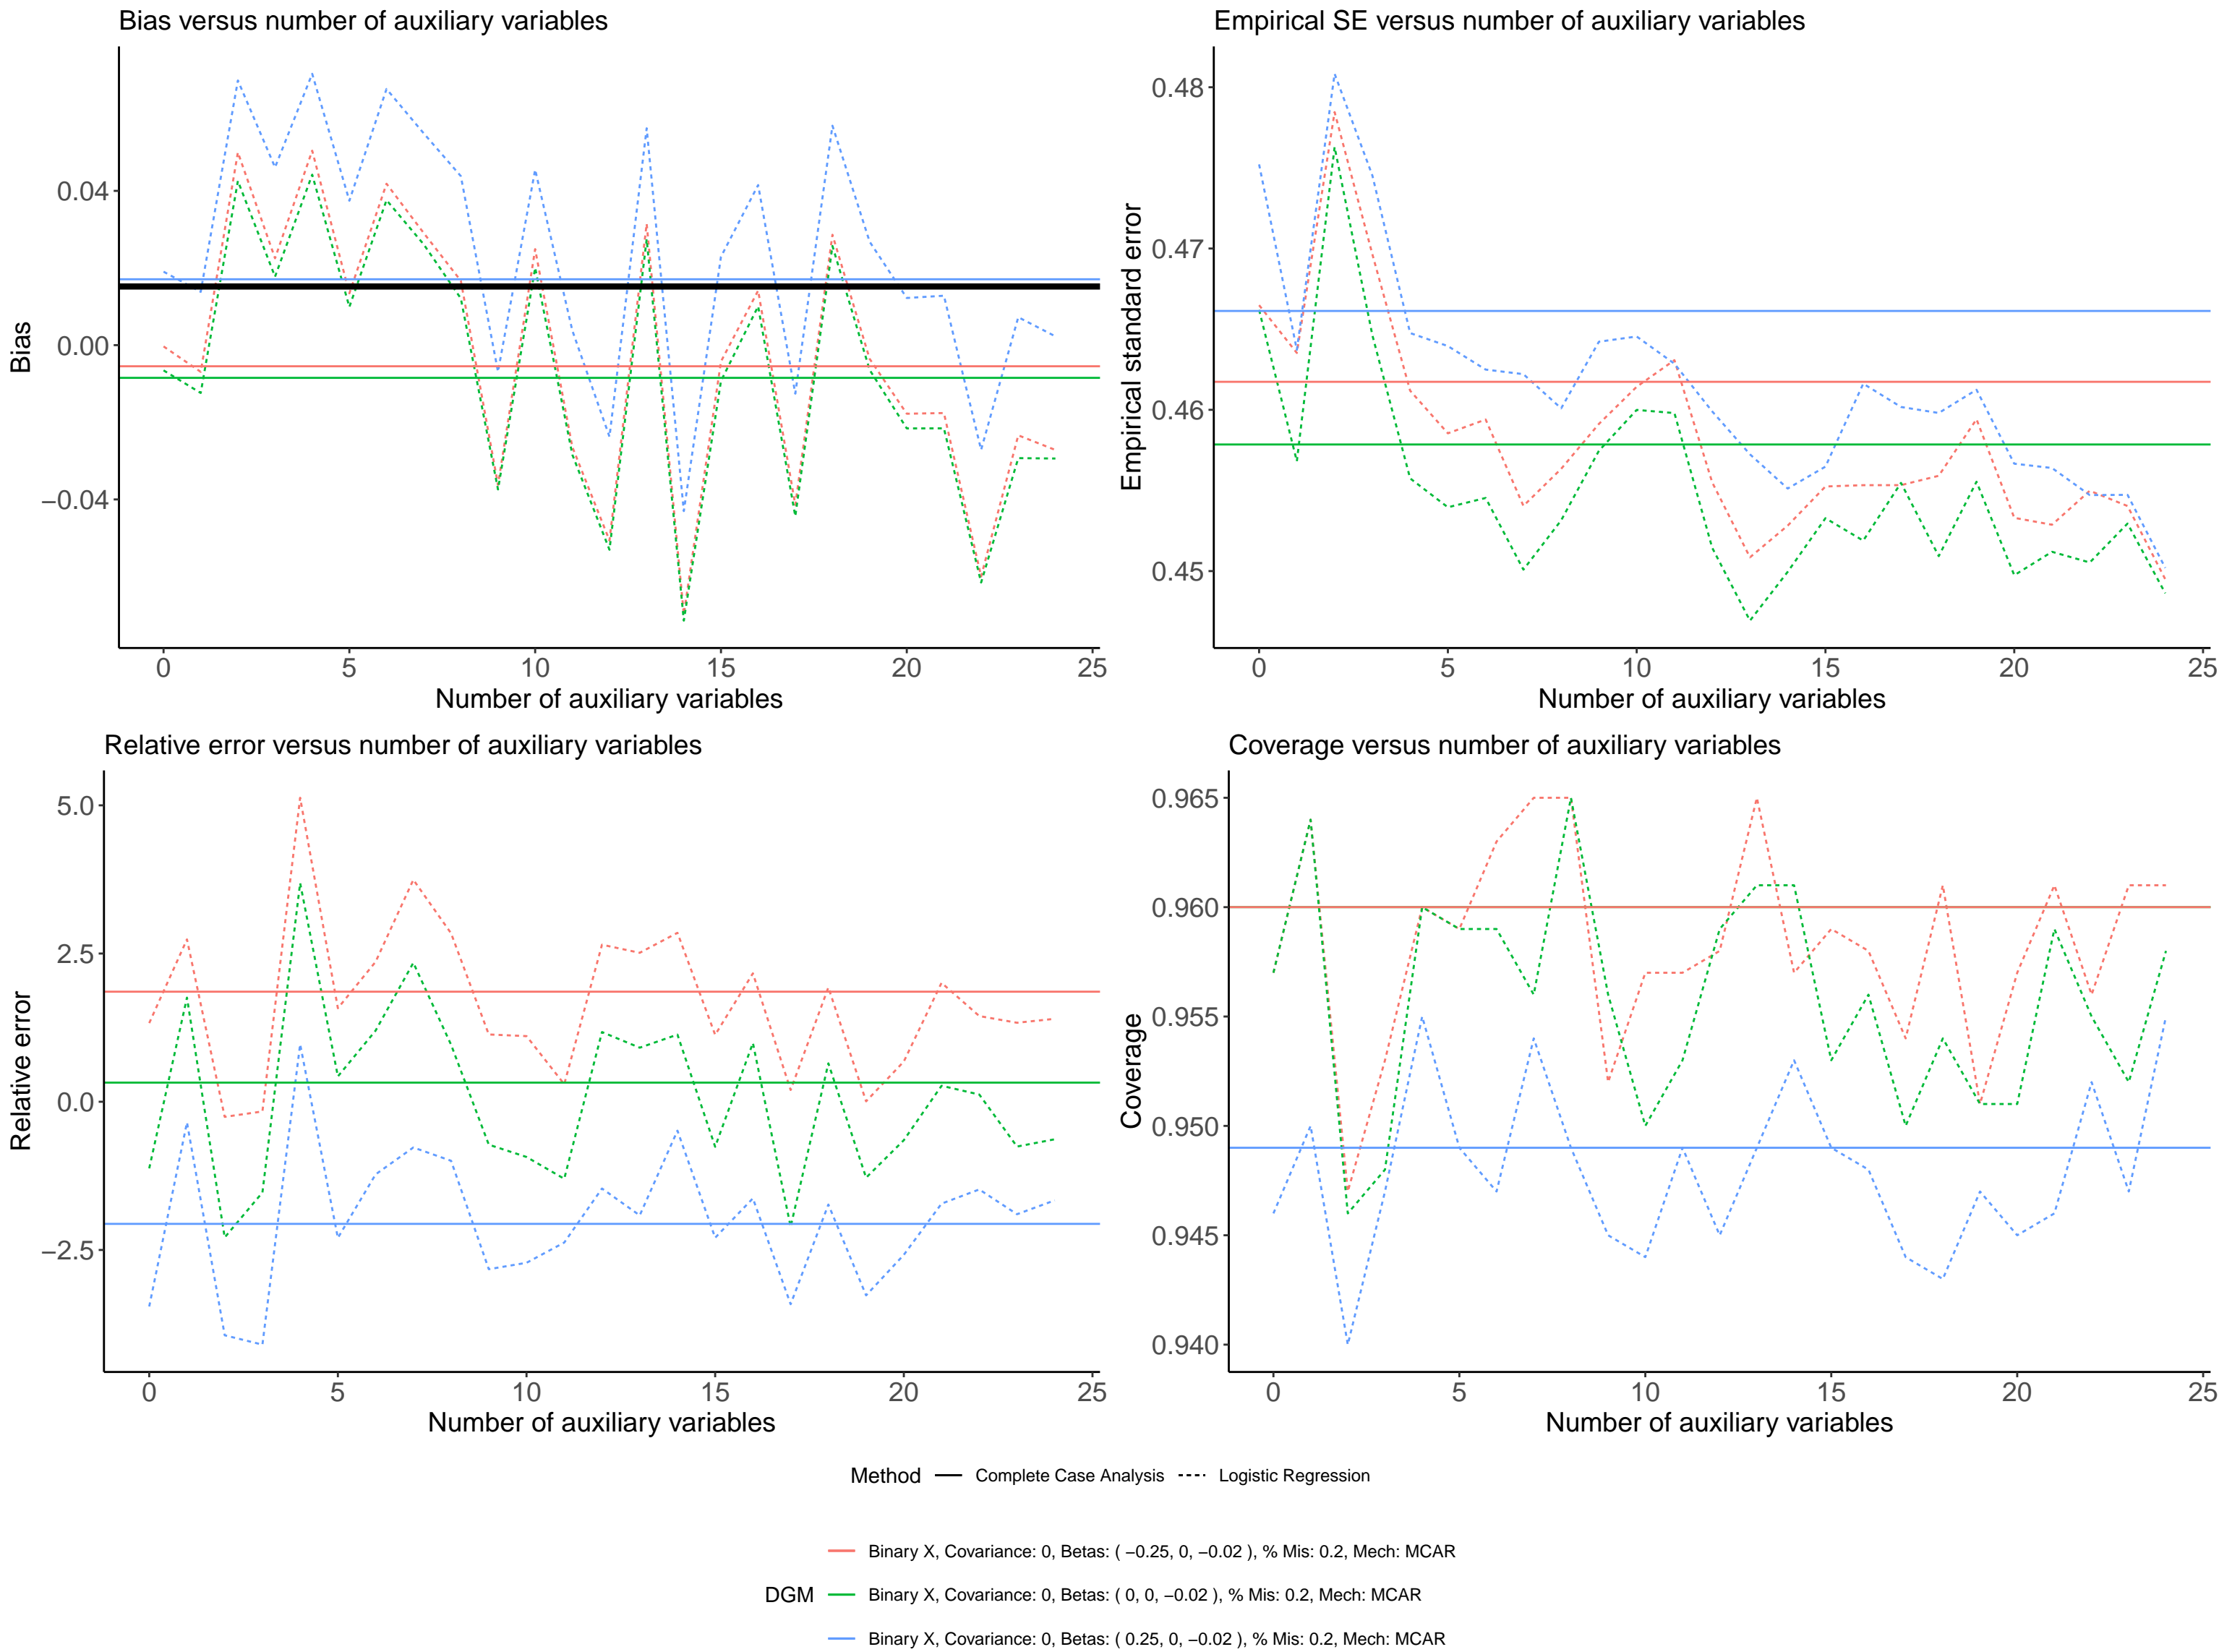 Bias versus number of auxiliary variables
Bias
0.04
0.00
−0.04
0 5 10 15 20 25
Number of auxiliary variables
Empirical SE versus number of auxiliary variables
Empirical standard error
0.48
0.47
0.46
0.45
0 5 10 15 20 25
Number of auxiliary variables
Relative error versus number of auxiliary variables
Relative error
5.0
2.5
0.0
−2.5
0 5 10 15 20 25
Number of auxiliary variables
Coverage versus number of auxiliary variables
Coverage
0.965
0.960
0.955
0.950
0.945
0.940
0 5 10 15 20 25
Number of auxiliary variables
Method Complete Case Analysis Logistic Regression
Binary X, Covariance: 0, Betas: ( −0.25, 0, −0.02 ), % Mis: 0.2, Mech: MCAR
DGM Binary X, Covariance: 0, Betas: ( 0, 0, −0.02 ), % Mis: 0.2, Mech: MCAR
Binary X, Covariance: 0, Betas: ( 0.25, 0, −0.02 ), % Mis: 0.2, Mech: MCAR